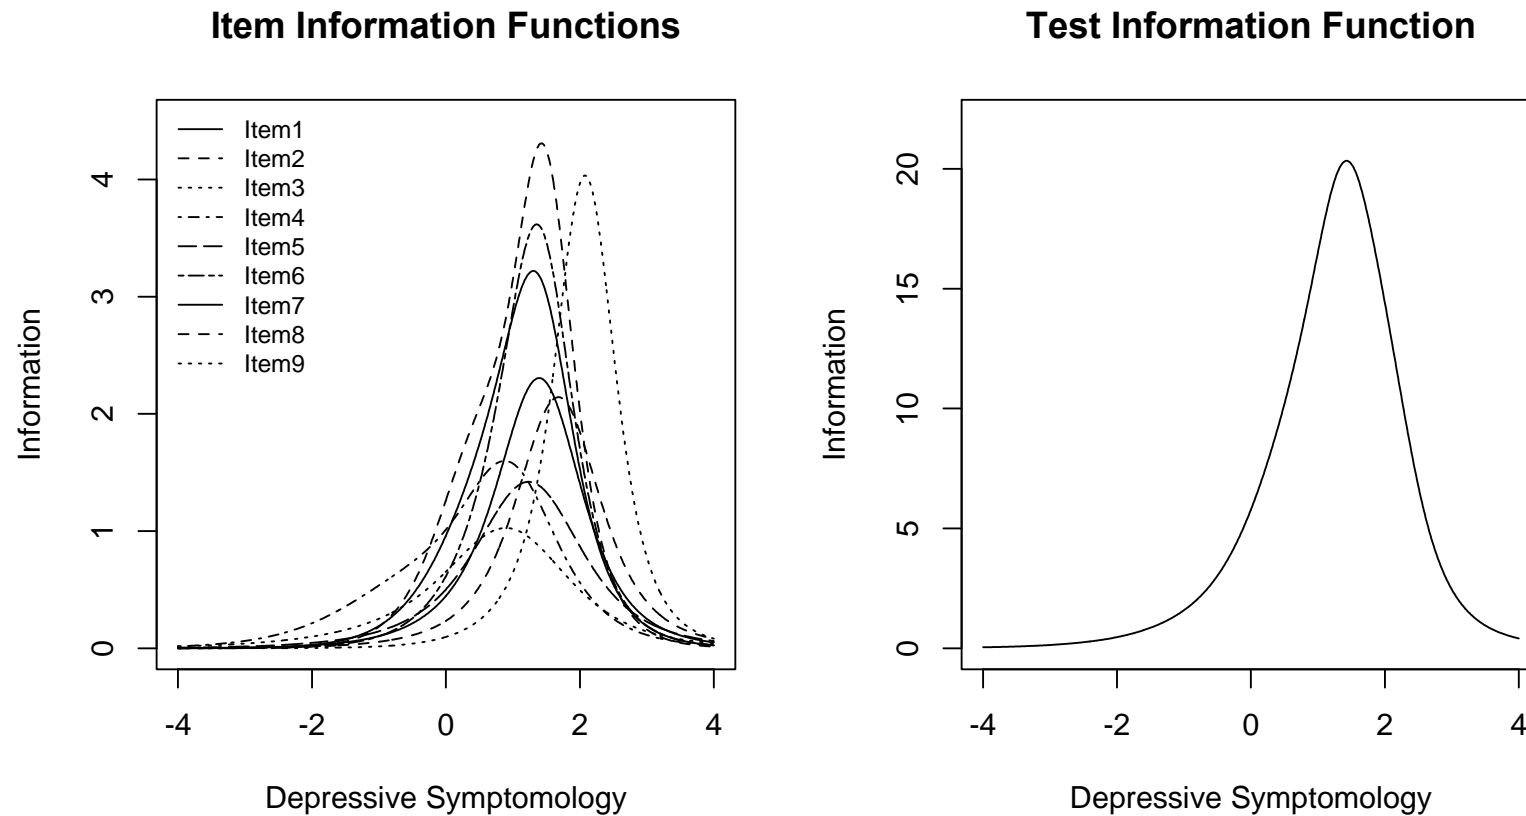 Item Information Functions
Information
4
3
2
1
0
Item1
Item2
Item3
Item4
Item5
Item6
Item7
Item8
Item9
-4 -2 0 2 4
Depressive Symptomology
Test Information Function
Information
20
15
10
5
0
-4 -2 0 2 4
Depressive Symptomology